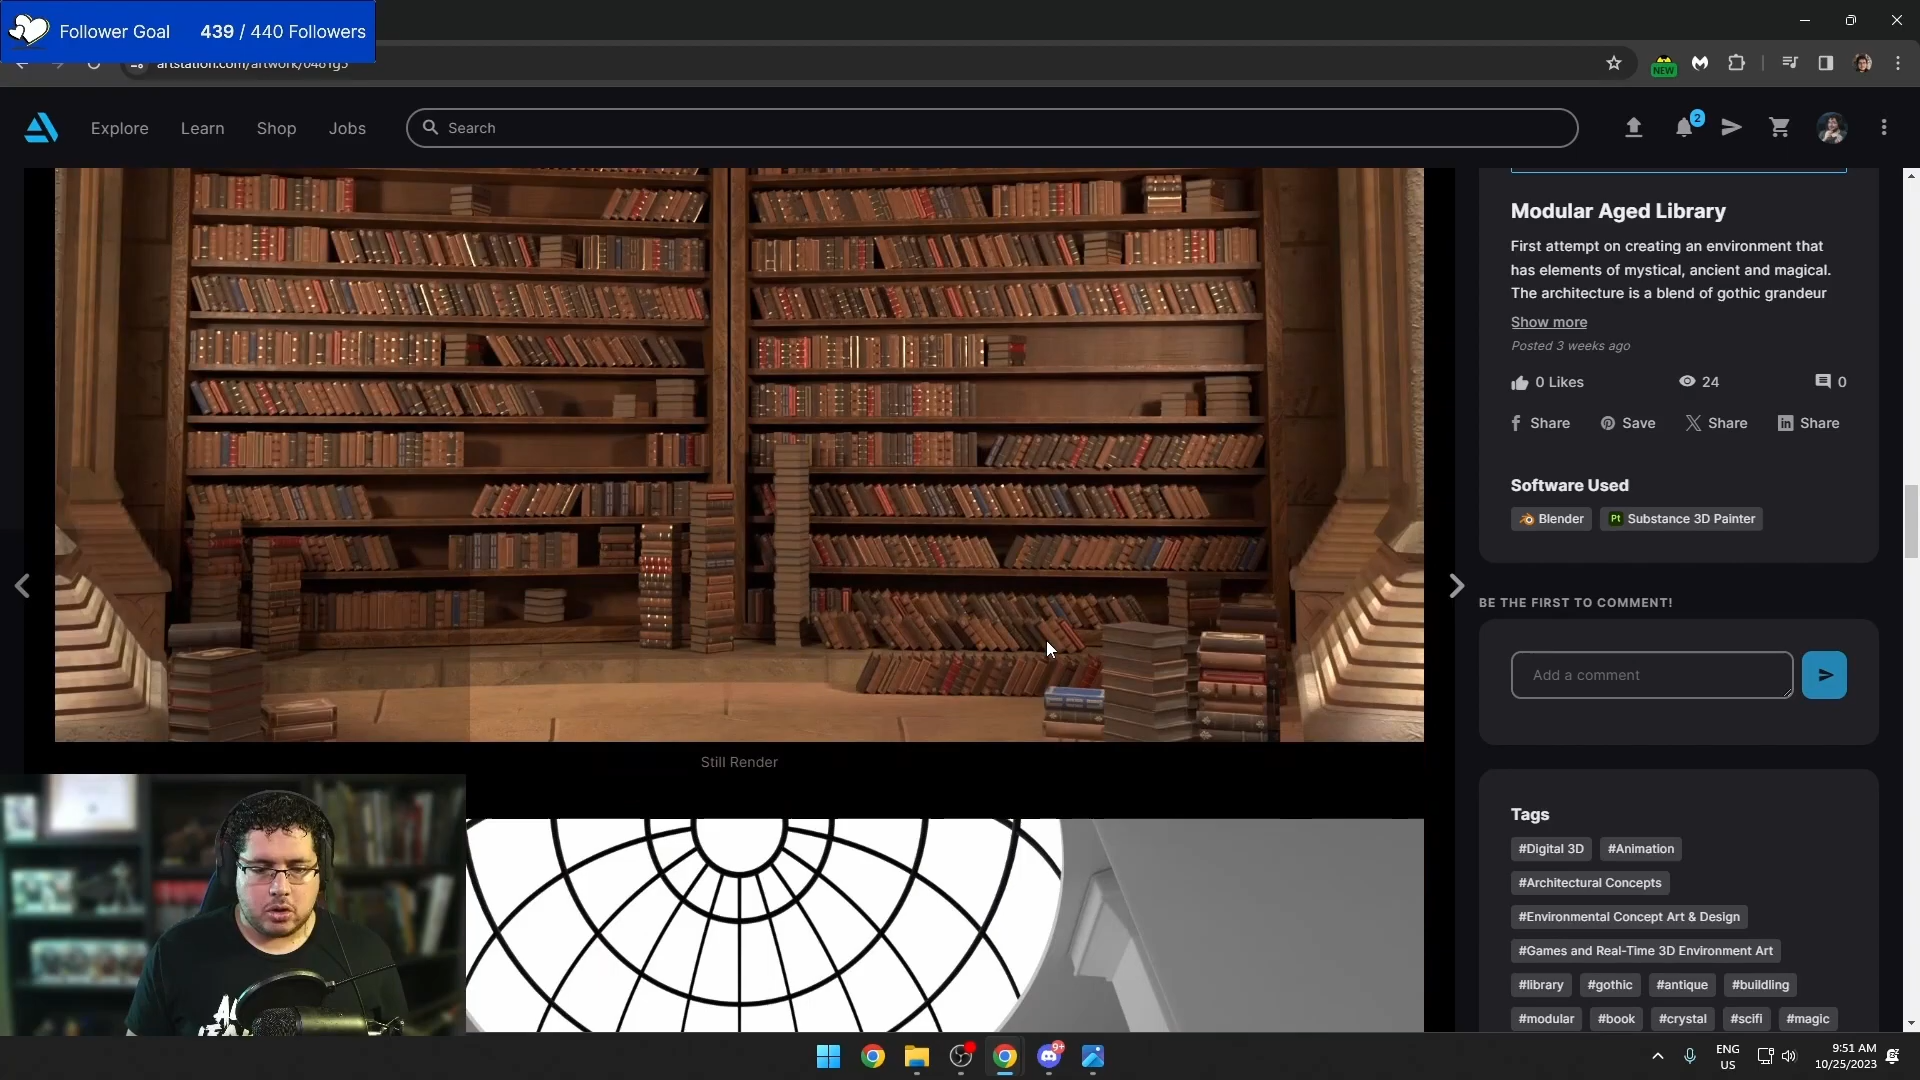 Follower Goal 439 / 440 Followers
NEW
Explore Learn Shop Jobs Search 2
Modular Aged Library
First attempt on creating an environment that
has elements of mystical, ancient and magical.
The architecture is a blend of gothic grandeur
Show more
Posted 3 weeks ago
0 Likes 24 0
Share Save Share Share
Software Used
Blender Pt Substance 3D Painter
BE THE FIRST TO COMMENT!
Add a comment
Still Render
Tags
#Digital 3D #Animation
#Architectural Concepts
#Environmental Concept Art & Design
#Games and Real-Time 3D Environment Art
#library #gothic #antique #buildling
#modular #book #crystal #scifi #magic
9+
ENG
US
9:51 AM
10/25/2023